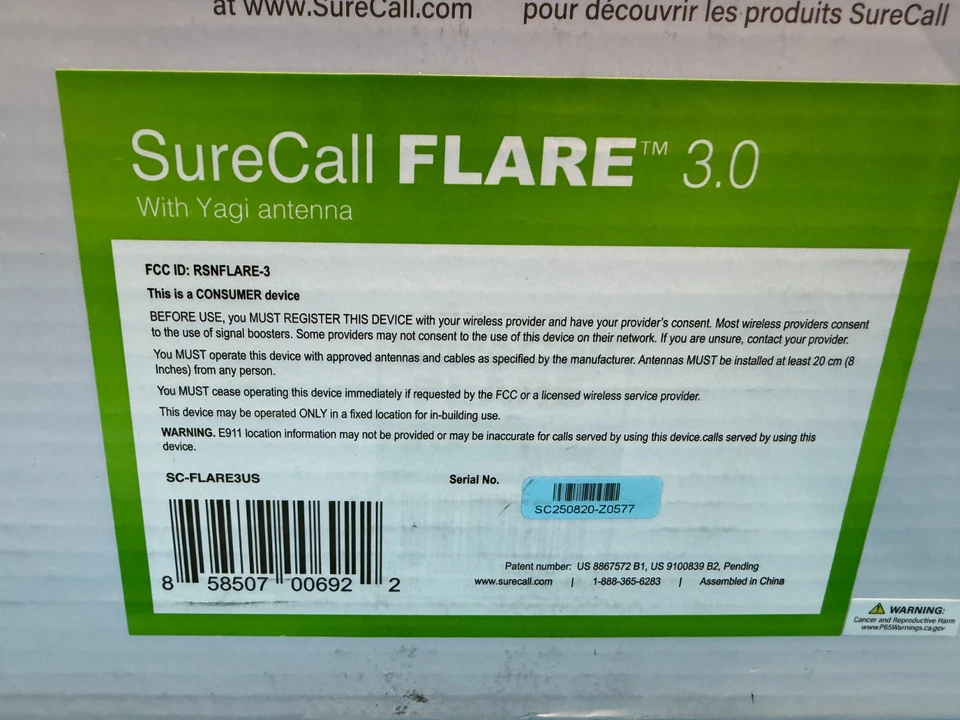 at www.SureCall.com pour découvrir les produits SureCall
SureCall FLARE™ 3.0
With Yagi antenna
FCC ID: RSNFLARE-3
This is a CONSUMER device
BEFORE USE, you MUST REGISTER THIS DEVICE with your wireless provider and have your provider's consent. Most wireless providers consent
to the use of signal boosters. Some providers may not consent to the use of this device on their network. If you are unsure, contact your provider.
You MUST operate this device with approved antennas and cables as specified by the manufacturer. Antennas MUST be installed at least 20 cm (8
Inches) from any person.
You MUST cease operating this device immediately if requested by the FCC or a licensed wireless service provider.
This device may be operated ONLY in a fixed location for in-building use.
WARNING. E911 location information may not be provided or may be inaccurate for calls served by using this device.calls served by using this
device.
SC-FLARE3US Serial No.
SC250820-Z0577
8 58507 00692 2
Patent number: US 8867572 B1, US 9100839 B2, Pending
www.surecall.com | 1-888-365-6283 | Assembled in China
WARNING:
Cancer and Reproductive Harm
www.P65Warnings.ca.gov